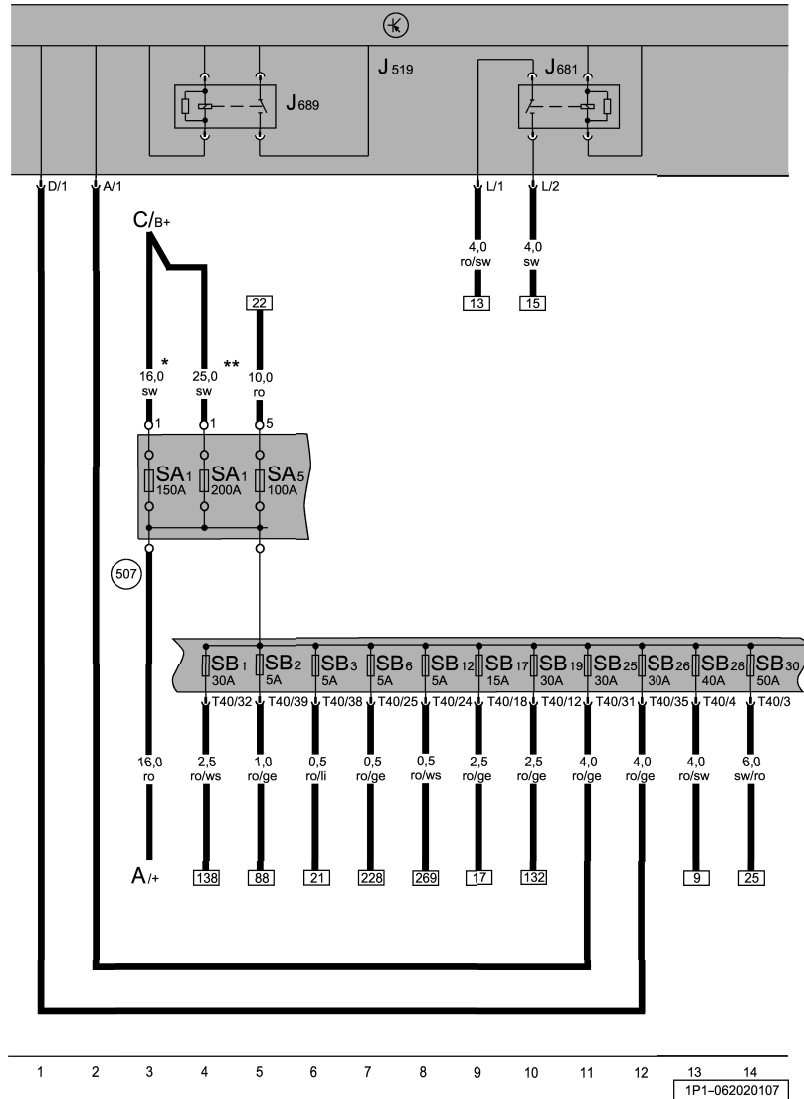 J519 J681
J689
D/1 A/1 L/1 L/2
C/B+
4,0 4,0
ro/sw sw
22 13 15
* **
16,0 25,0 10,0
sw sw ro
1 1 5
SA1 SA1 SA5
150A 200A 100A
507
SB1 SB2 SB3 SB6 SB12 SB17 SB19 SB25 SB26 SB28 SB30
30A 5A 5A 5A 5A 15A 30A 30A 30A 40A 50A
T40/32 T40/39 T40/38 T40/25 T40/24 T40/18 T40/12 T40/31 T40/35 T40/4 T40/3
16,0 2,5 1,0 0,5 0,5 0,5 2,5 2,5 4,0 4,0 4,0 6,0
ro ro/ws ro/ge ro/li ro/ge ro/ws ro/ge ro/ge ro/ge ro/ge ro/sw sw/ro
A/+ 138 88 21 228 269 17 132 9 25
1 2 3 4 5 6 7 8 9 10 11 12 13 14
1P1-062020107